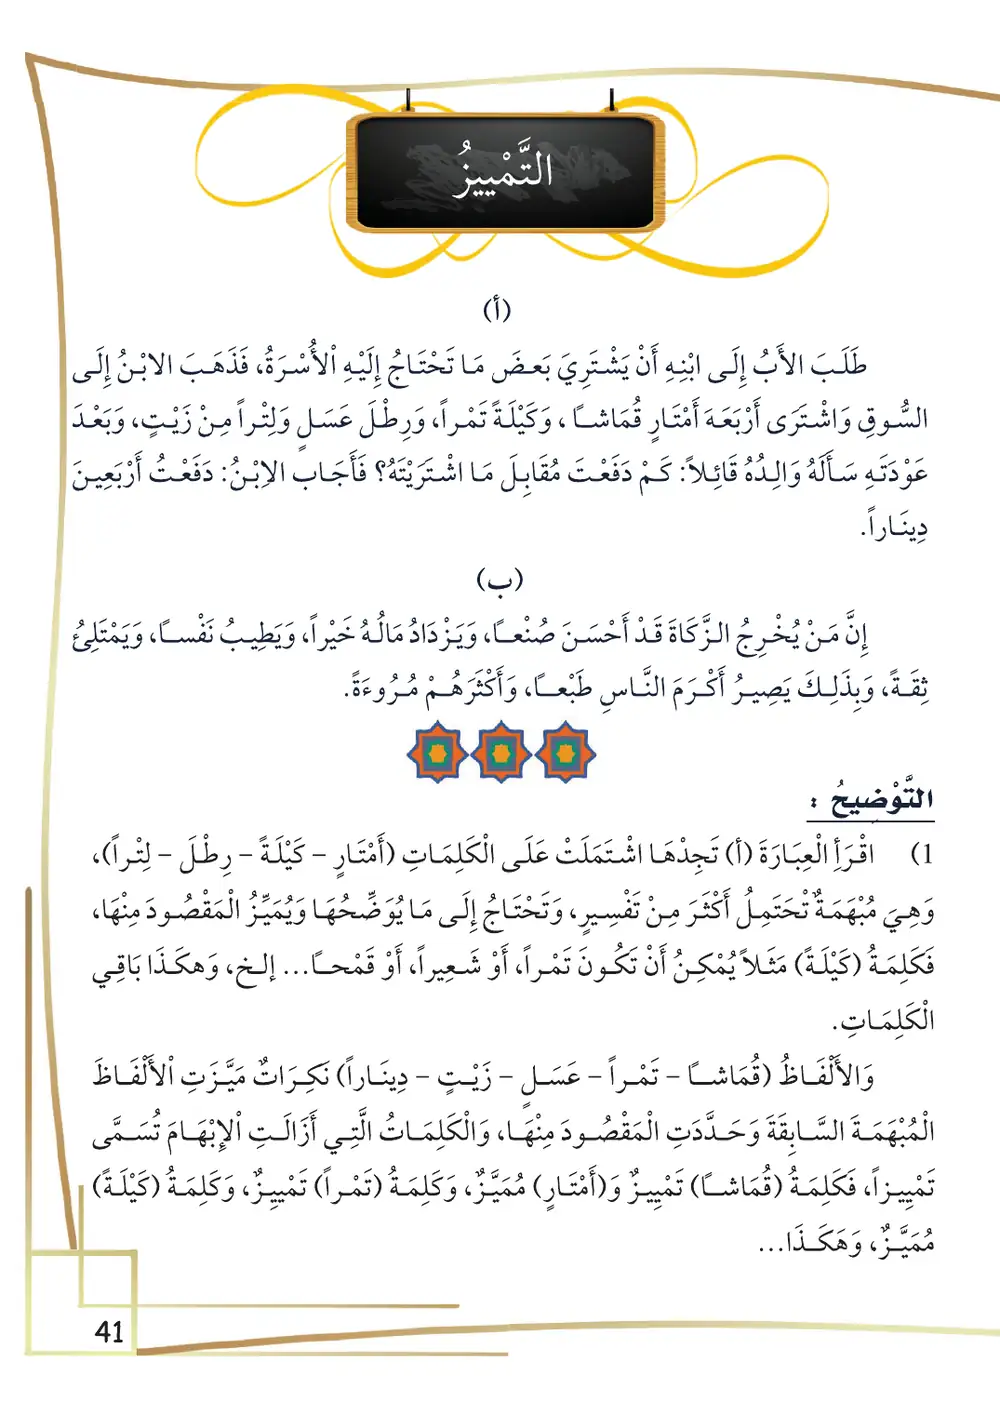 التَّمْيِيزُ
(أ)
طَلَبَ الأَبُ إِلَى ابْنِهِ أَنْ يَشْتَرِيَ بَعضَ مَا تَحْتَاجُ إِلَيْهِ الْأُسْرَةُ، فَذَهَبَ الابْنُ إِلَى
السُّوقِ وَاشْتَرَى أَرْبَعَةَ أَمْتَارٍ قُمَاشاً ، وَكَيْلَةً تَمْراً، وَرِطْلَ عَسَلٍ وَلِتْراً مِنْ زَيْتٍ، وَبَعْدَ
عَوْدَتِهِ سَأَلَهُ وَالِدُهُ قَائِلاً: كَمْ دَفَعْتَ مُقَابِلَ مَا اشْتَرَيْتَهُ؟ فَأَجَاب الاِبْنُ: دَفَعْتُ أَرْبَعِينَ
دِينَاراً.
(ب)
إِنَّ مَنْ يُخْرِجُ الزَّكَاةَ قَدْ أَحْسَنَ صُنْعاً، وَيَزْدَادُ مَالُهُ خَيْراً، وَيَطِيبُ نَفْساً، وَيَمْتَلِئُ
ثِقَةً، وَبِذَلِكَ يَصِيرُ أَكْرَمَ النَّاسِ طَبْعاً، وَأَكْثَرَهُمْ مُرُوءَةً.
التَّوْضِيحُ :
1) اقْرَأِ الْعِبَارَةَ (أ) تَجِدْهَا اشْتَمَلَتْ عَلَى الْكَلِمَاتِ (أَمْتَارٍ – كَيْلَةً – رِطْلَ – لِتْراً)،
وَهِيَ مُبْهَمَةٌ تَحْتَمِلُ أَكْثَرَ مِنْ تَفْسِيرٍ، وَتَحْتَاجُ إِلَى مَا يُوَضِّحُهَا وَيُمَيِّزُ الْمَقْصُودَ مِنْهَا،
فَكَلِمَةُ (كَيْلَةً) مَثَلاً يُمْكِنُ أَنْ تَكُونَ تَمْراً، أَوْ شَعِيراً، أَوْ قَمْحاً... إلخ، وَهكَذَا بَاقِي
الْكَلِمَاتِ.
وَالأَلْفَاظُ (قُمَاشاً – تَمْراً – عَسَلٍ – زَيْتٍ – دِينَاراً) نَكِرَاتٌ مَيَّزَتِ الْأَلْفَاظَ
الْمُبْهَمَةَ السَّابِقَةَ وَحَدَّدَتِ الْمَقْصُودَ مِنْهَا، وَالْكَلِمَاتُ الَّتِي أَزَالَتِ الْإِبْهَامَ تُسَمَّى
تَمْيِيزاً، فَكَلِمَةُ (قُمَاشاً) تَمْيِيزٌ وَ(أَمْتَارٍ) مُمَيَّزٌ، وَكَلِمَةُ (تَمْراً) تَمْيِيزٌ، وَكَلِمَةُ (كَيْلَةً)
مُمَيَّزٌ، وَهَكَذَا...
41